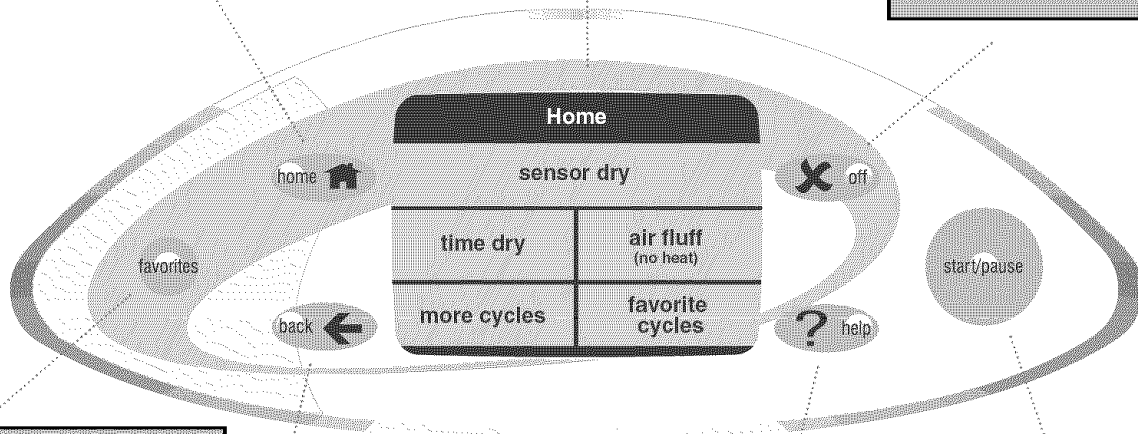 Home
home
sensor dry
off
time dry
air fluff
(no heat)
favorites
start/pause
back
more cycles
favorite
cycles
?
help